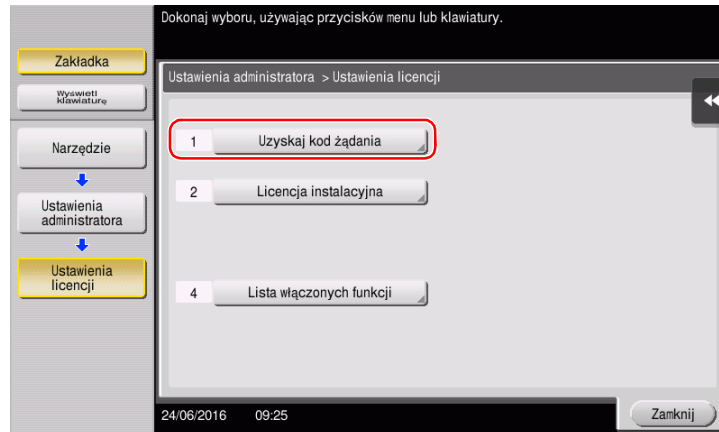 Dokonaj wyboru, używając przycisków menu lub klawiatury.
Zakładka
Wyświetl
klawiaturę
Ustawienia administratora > Ustawienia licencji
Narzędzie
1 Uzyskaj kod żądania
Ustawienia
administratora
2 Licencja instalacyjna
Ustawienia
licencji
4 Lista włączonych funkcji
24/06/2016 09:25
Zamknij